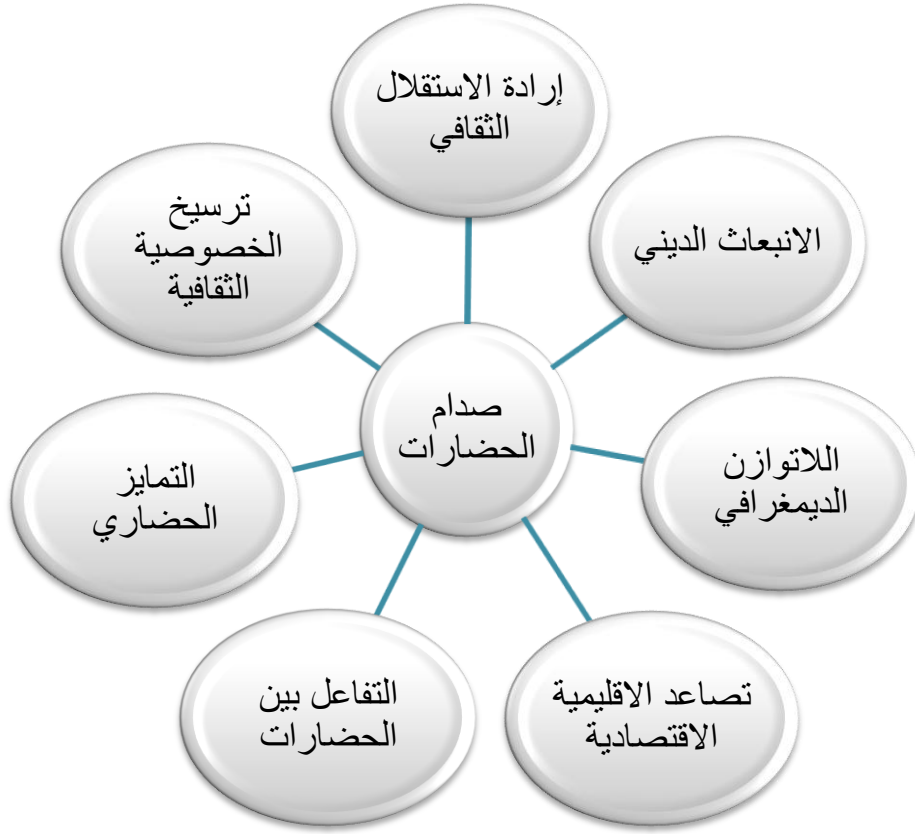 إرادة الاستقلال
الثقافي
الانبعاث الديني
اللاتوازن
الديمغرافي
تصاعد الاقليمية
الاقتصادية
التفاعل بين
الحضارات
التمايز
الحضاري
ترسيخ
الخصوصية
الثقافية
صدام
الحضارات